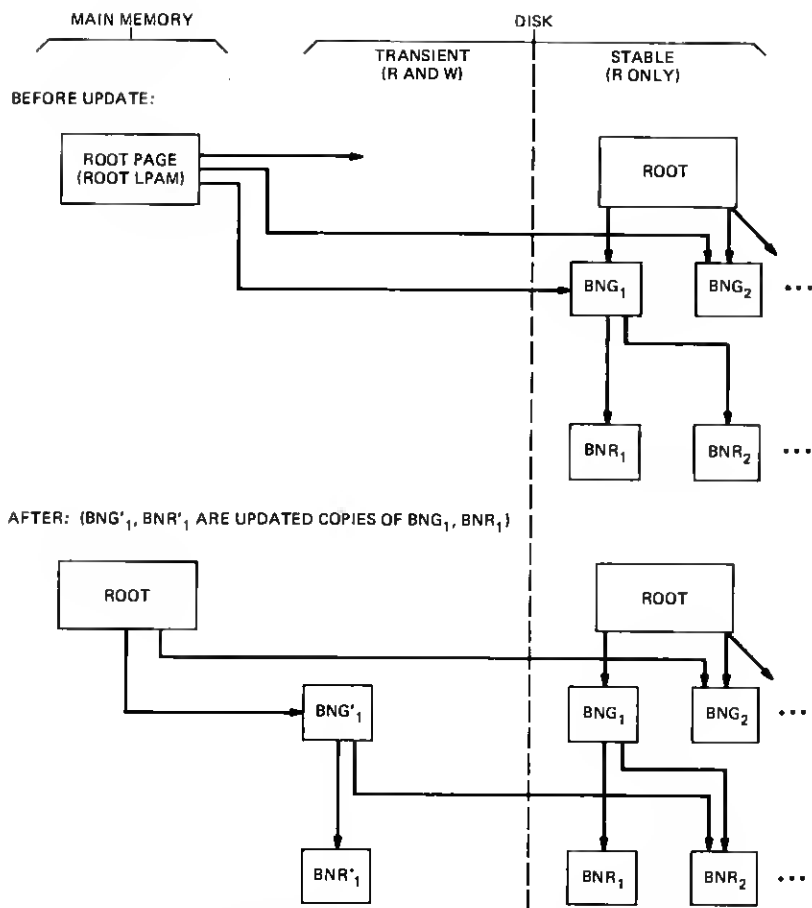 MAIN MEMORY
DISK
TRANSIENT
(R AND W)
STABLE
(R ONLY)
BEFORE UPDATE:
ROOT PAGE
(ROOT LPAM)
ROOT
BNG₁
BNG₂
...
BNR₁
BNR₂
...
AFTER: (BNG'₁, BNR'₁ ARE UPDATED COPIES OF BNG₁, BNR₁)
ROOT
ROOT
BNG'₁
BNG₁
BNG₂
...
BNR'₁
BNR₁
BNR₂
...